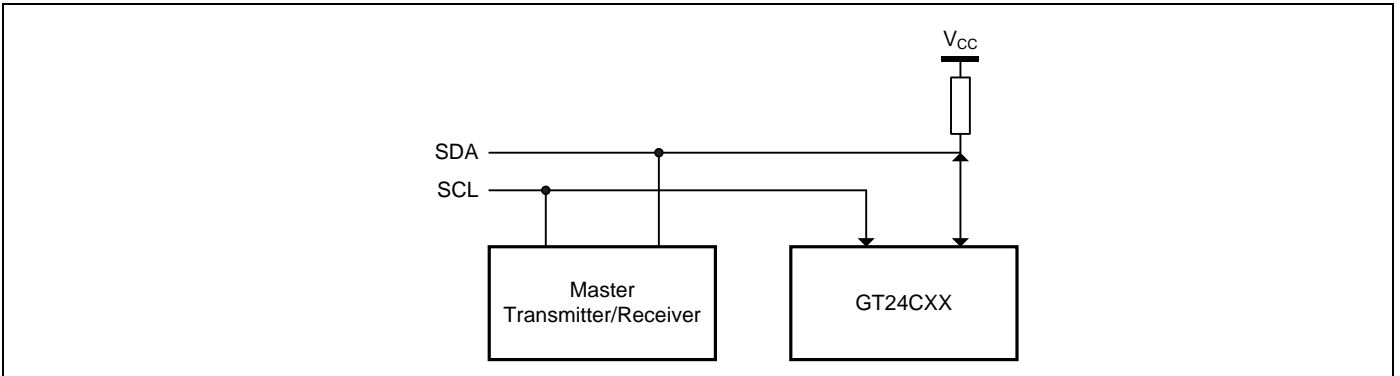 VCC
SDA
SCL
Master
Transmitter/Receiver
GT24CXX